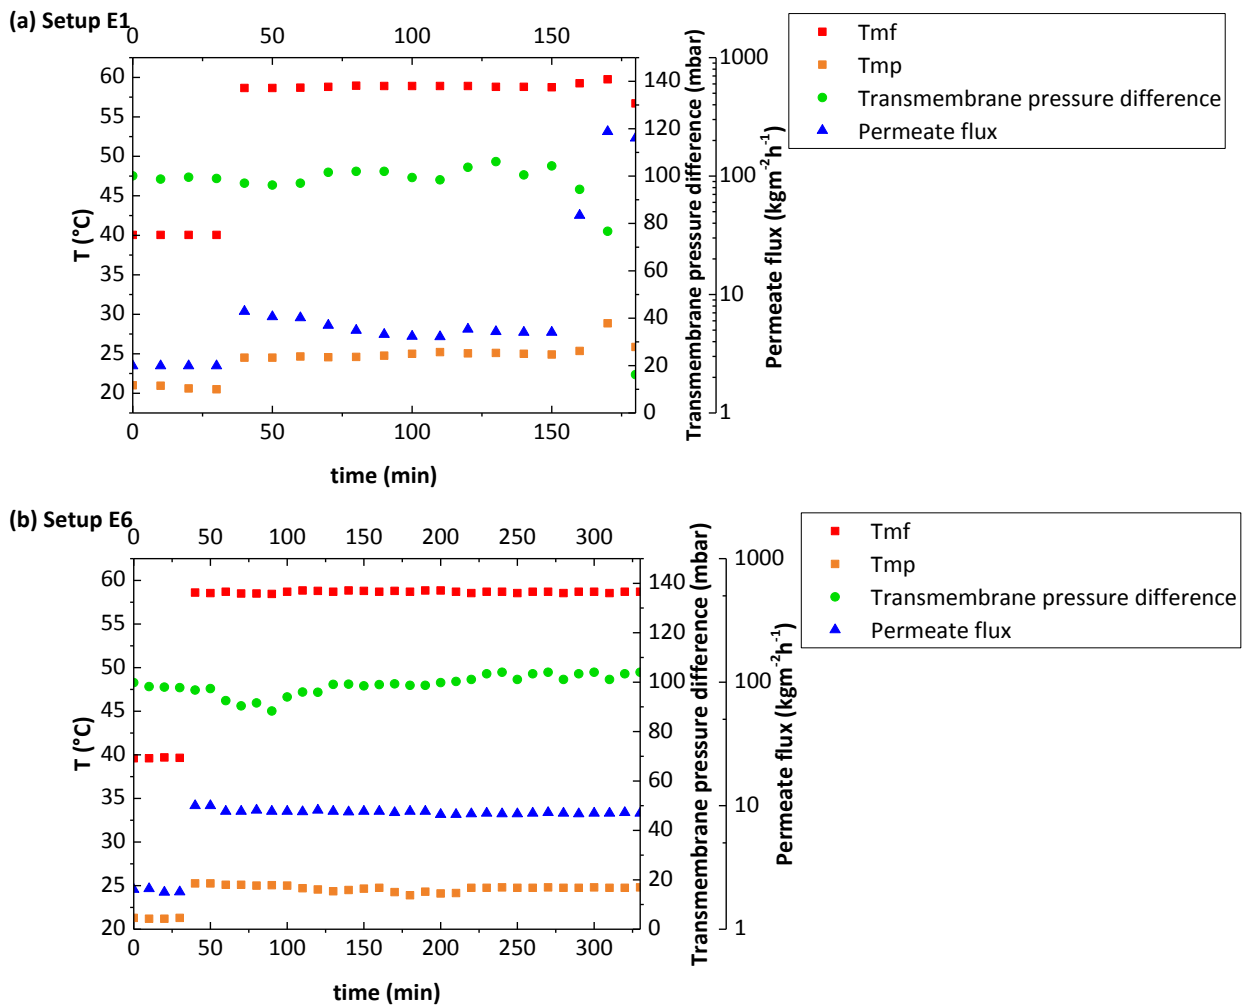 (a) Setup E1
0 50 100 150
Tmf
Tmp
Transmembrane pressure difference
Permeate flux
60
55
50
45
40
35
30
25
20
T (°C)
140
120
100
80
60
40
20
0
Transmembrane pressure difference (mbar)
1000
100
10
1
Permeate flux (kgm-2h-1)
0 50 100 150
time (min)
(b) Setup E6
0 50 100 150 200 250 300
Tmf
Tmp
Transmembrane pressure difference
Permeate flux
60
55
50
45
40
35
30
25
20
T (°C)
140
120
100
80
60
40
20
0
Transmembrane pressure difference (mbar)
1000
100
10
1
Permeate flux (kgm-2h-1)
0 50 100 150 200 250 300
time (min)